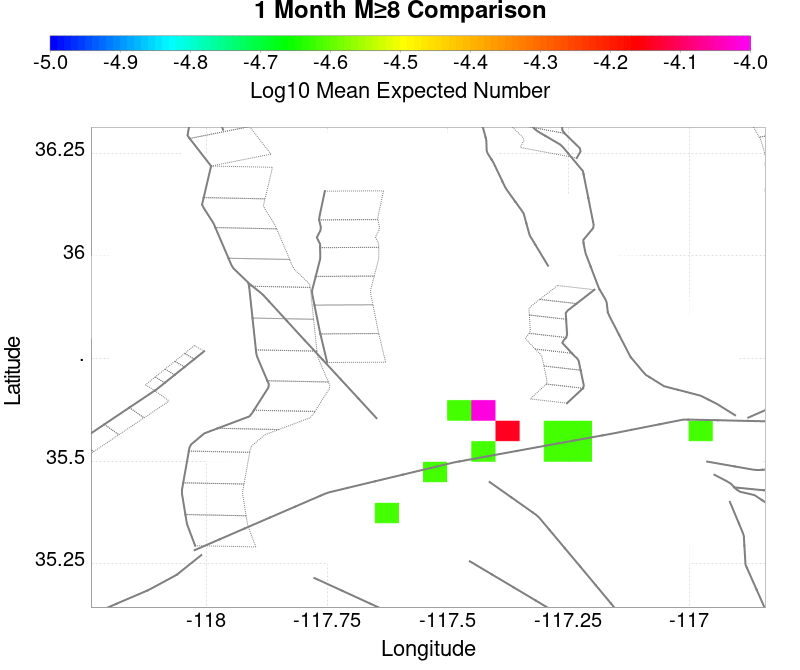 1 Month M≥8 Comparison
-5.0 -4.9 -4.8 -4.7 -4.6 -4.5 -4.4 -4.3 -4.2 -4.1 -4.0
Log10 Mean Expected Number
36.25
36
.
35.5
35.25
Latitude
-118 -117.75 -117.5 -117.25 -117
Longitude